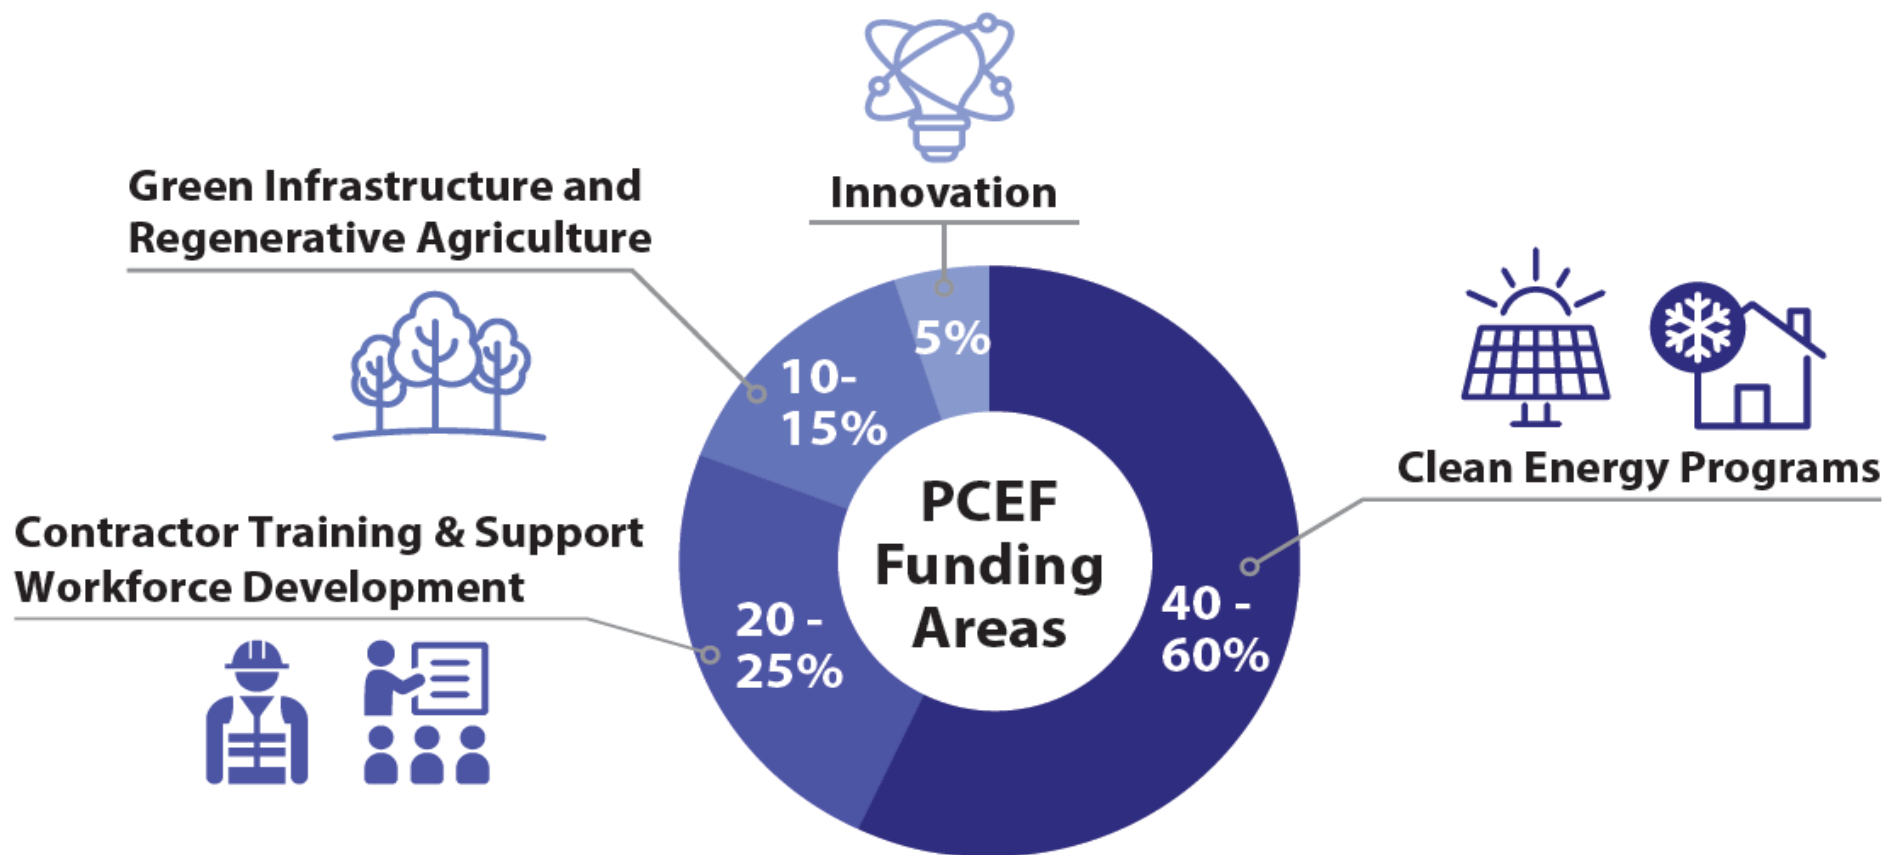 Innovation
Green Infrastructure and
Regenerative Agriculture
5%
10-
15%
Clean Energy Programs
PCEF
Funding
Areas
Contractor Training & Support
Workforce Development
40 -
60%
20 -
25%